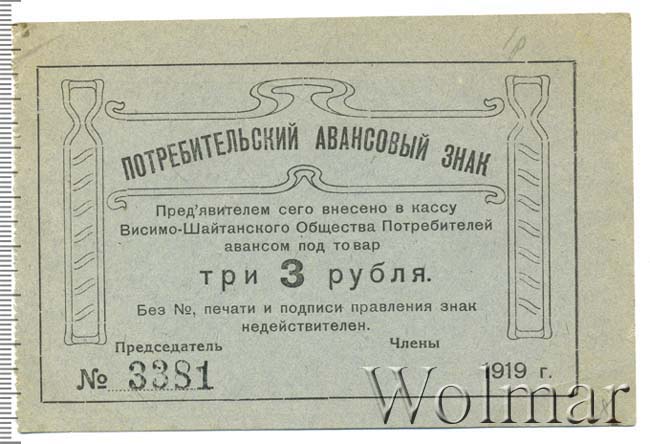 ПОТРЕБИТЕЛЬСКИЙ АВАНСОВЫЙ ЗНАК
Пред'явителем сего внесено в кассу
Висимо-Шайтанского Общества Потребителей
авансом под товар
три 3 рубля.
Без №, печати и подписи правления знак
недействителен.
Председатель Члены
№ 3381 1919 г.
Wolmar